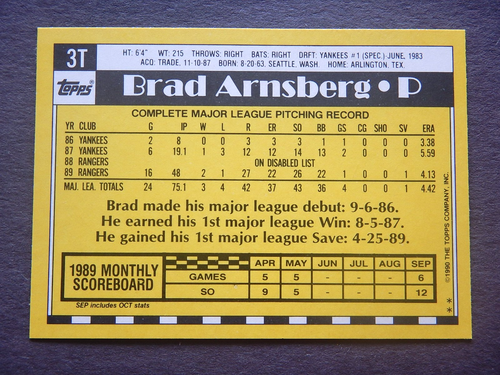 3T
HT: 6'4" WT: 215 THROWS: RIGHT BATS: RIGHT DRFT: YANKEES #1 (SPEC.) JUNE, 1983
ACQ: TRADE, 11-10-87 BORN: 8-20-63, SEATTLE, WASH. HOME: ARLINGTON, TEX.
topps®
Brad Arnsberg • P
COMPLETE MAJOR LEAGUE PITCHING RECORD
YR CLUB G IP W L R ER SO BB GS CG SHO SV ERA
86 YANKEES 2 8 0 0 3 3 3 1 1 0 0 0 3.38
87 YANKEES 6 19.1 1 3 12 12 14 13 2 0 0 0 5.59
88 RANGERS ON DISABLED LIST
89 RANGERS 16 48 2 1 27 22 26 22 1 0 0 1 4.13
MAJ. LEA. TOTALS 24 75.1 3 4 42 37 43 36 4 0 0 1 4.42
Brad made his major league debut: 9-6-86.
He earned his 1st major league Win: 8-5-87.
He gained his 1st major league Save: 4-25-89.
1989 MONTHLY
SCOREBOARD
APR MAY JUN JUL AUG SEP
GAMES 5 5 - - - 6
SO 9 5 - - - 12
SEP includes OCT stats
©1990 THE TOPPS COMPANY, INC.
**